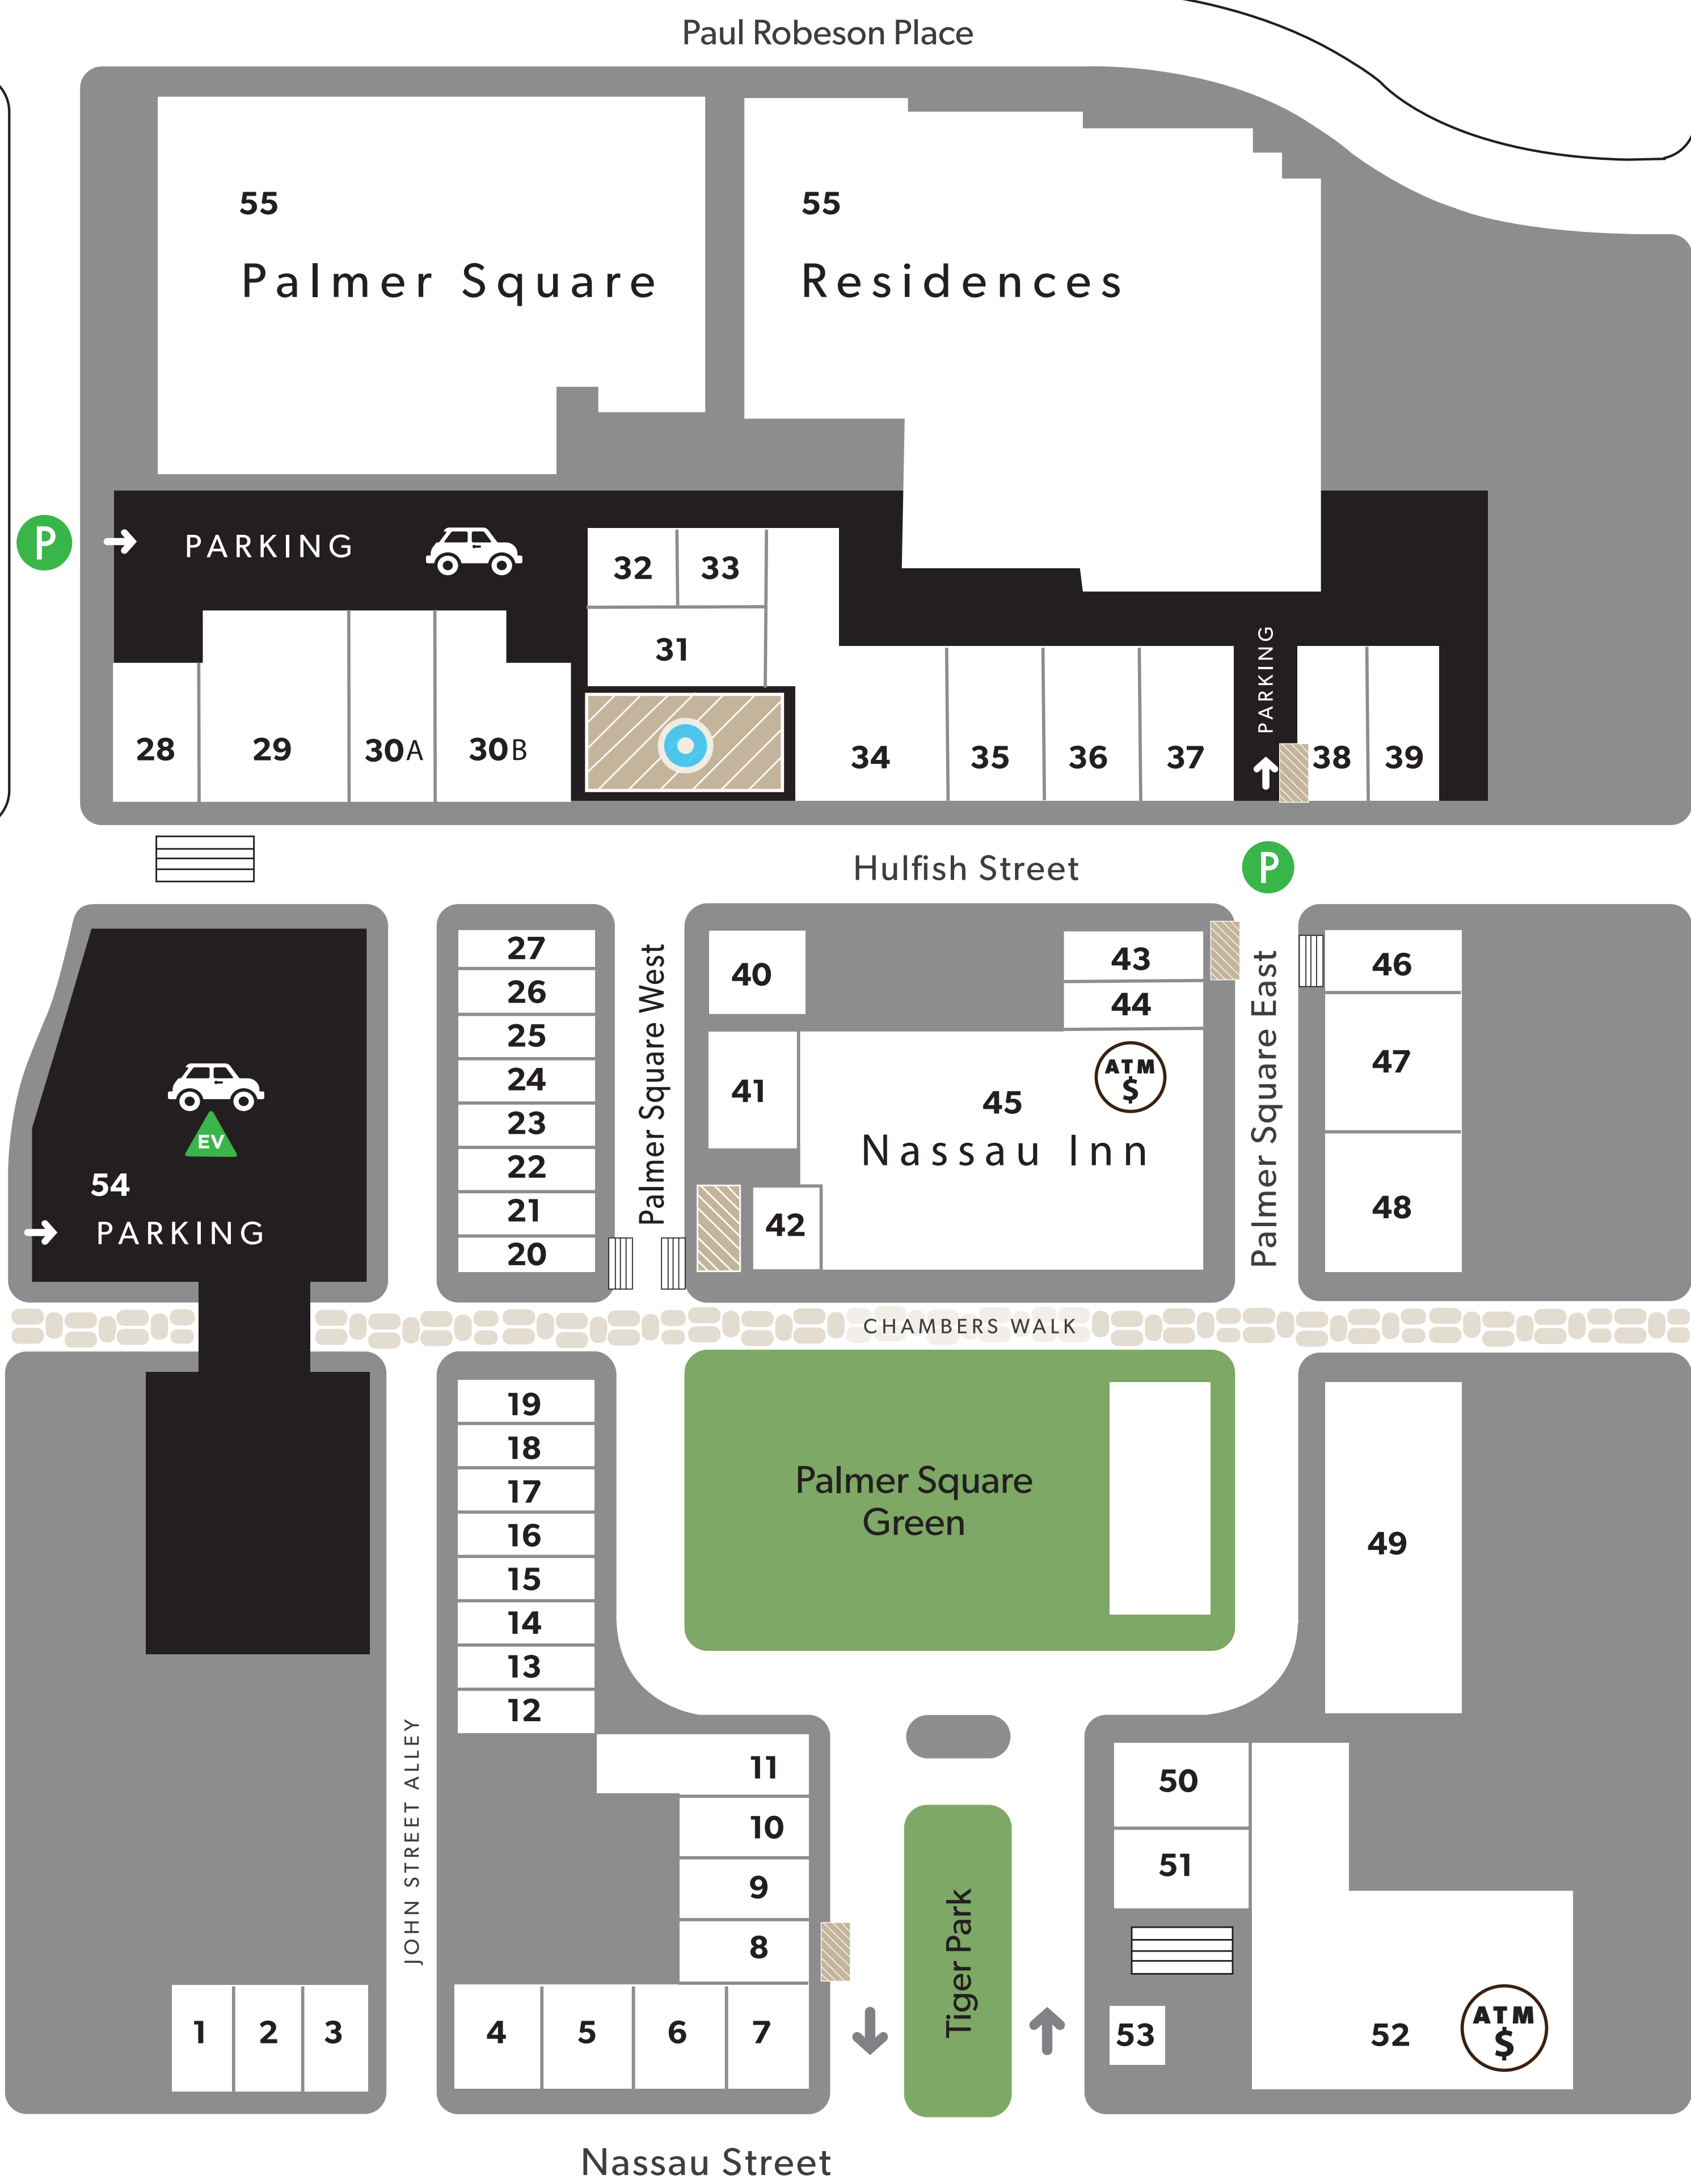 Paul Robeson Place
55
55
Palmer Square
Residences
P
PARKING
32
33
31
PARKING
28
29
30A
30B
34
35
36
37
38
39
Hulfish Street
P
27
26
25
24
23
22
21
20
Palmer Square West
40
41
42
43
44
45
ATM
$
Nassau Inn
Palmer Square East
46
47
48
EV
54
PARKING
CHAMBERS WALK
19
18
17
16
15
14
13
12
Palmer Square
Green
49
JOHN STREET ALLEY
11
10
9
8
Tiger Park
50
51
1
2
3
4
5
6
7
53
52
ATM
$
Nassau Street